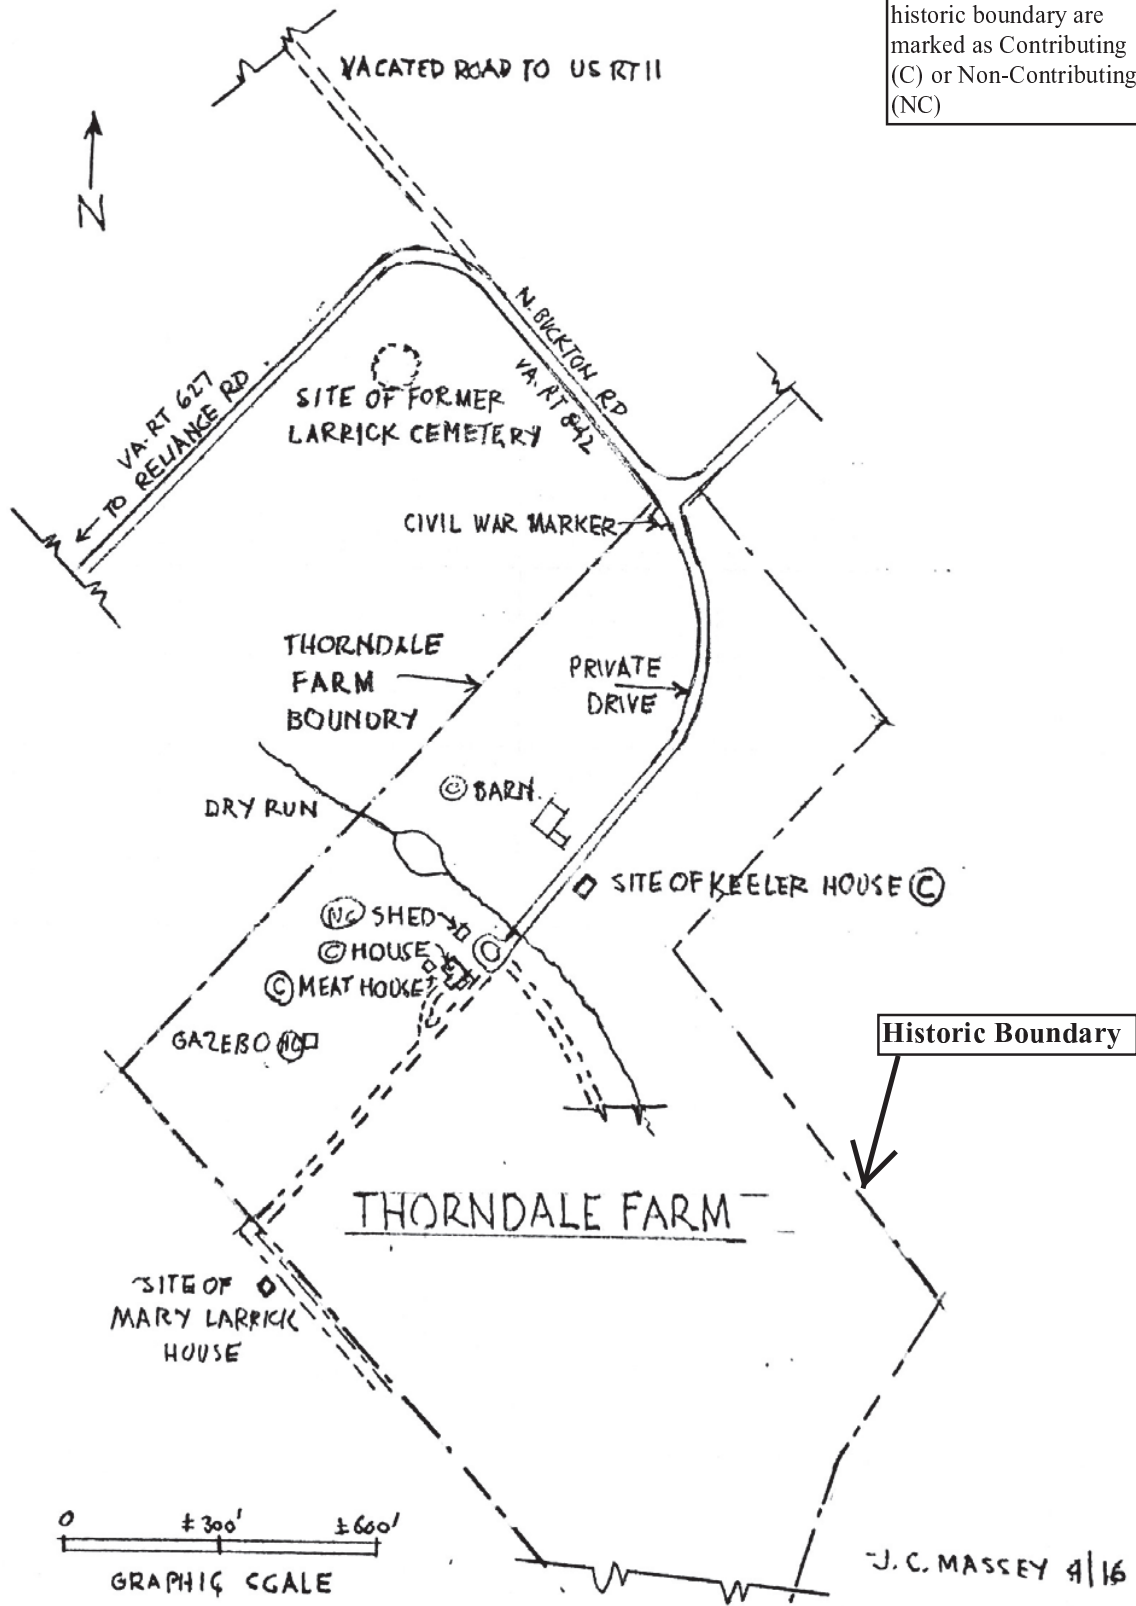 historic boundary are
marked as Contributing
(C) or Non-Contributing
(NC)
VACATED ROAD TO US RT 11
N
N. BUCKTON RD
VA. RT 842
VA. RT 627
TO RELIANCE RD
SITE OF FORMER
LARRICK CEMETERY
CIVIL WAR MARKER
THORNDALE
FARM
BOUNDRY
PRIVATE
DRIVE
© BARN
DRY RUN
SITE OF KEELER HOUSE ©
NC SHED
© HOUSE
© MEAT HOUSE
GAZEBO NC
Historic Boundary
THORNDALE FARM
SITE OF
MARY LARRICK
HOUSE
0 ±300' ±600'
GRAPHIC SCALE
J. C. MASSEY